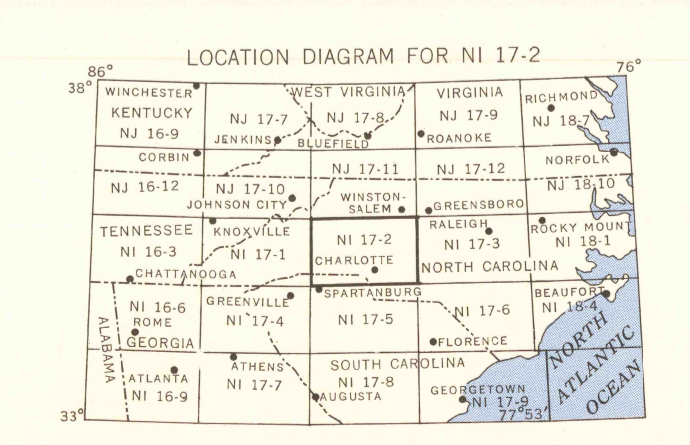 LOCATION DIAGRAM FOR NI 17-2
86°
76°
38°
WINCHESTER
WEST VIRGINIA
VIRGINIA
RICHMOND
KENTUCKY
NJ 17-7
NJ 17-8
NJ 17-9
NJ 18-7
NJ 16-9
JENKINS
BLUEFIELD
ROANOKE
CORBIN
NJ 17-11
NJ 17-12
NORFOLK
NJ 16-12
NJ 17-10
NJ 18-10
JOHNSON CITY
WINSTON-
SALEM
GREENSBORO
TENNESSEE
KNOXVILLE
NI 17-2
RALEIGH
ROCKY MOUNT
NI 16-3
NI 17-1
NI 17-3
NI 18-1
CHARLOTTE
NORTH CAROLINA
CHATTANOOGA
SPARTANBURG
BEAUFORT
NI 16-6
GREENVILLE
NI 17-6
NI 18-4
ROME
NI 17-4
NI 17-5
GEORGIA
FLORENCE
ALABAMA
NORTH
ATLANTIC
OCEAN
ATHENS
SOUTH CAROLINA
ATLANTA
NI 17-7
NI 17-8
GEORGETOWN
NI 16-9
AUGUSTA
NI 17-9
33°
77°53'